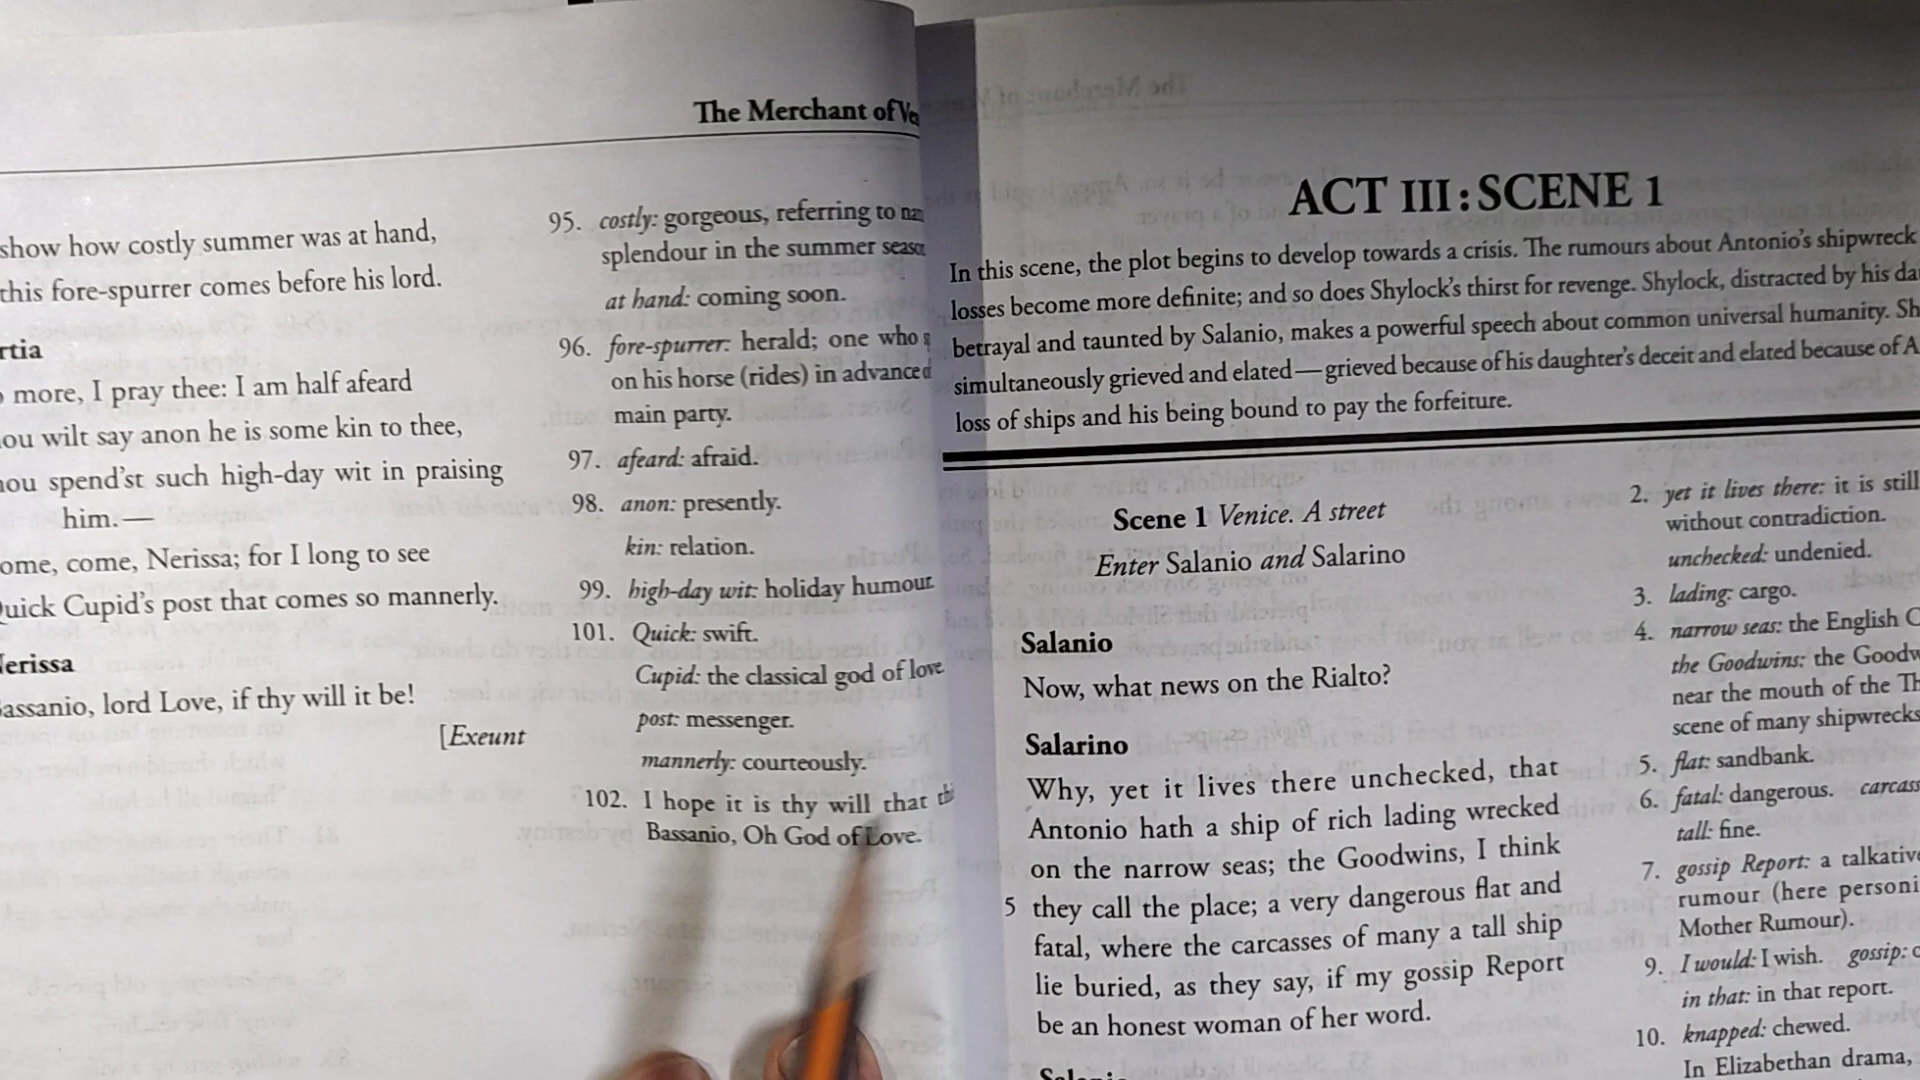 The Merchant of
show how costly summer was at hand,
this fore-spurrer comes before his lord.
more, I pray thee: I am half afeard
wilt say anon he is some kin to thee,
spend'st such high-day wit in praising
him.—
come, Nerissa; for I long to see
Cupid's post that comes so mannerly.
lord Love, if thy will it be!
[Exeunt
95. costly: gorgeous, referring to
splendour in the summer
at hand: coming soon.
96. fore-spurrer: herald; one who
on his horse (rides) in advance
main party.
97. afeard: afraid.
98. anon: presently.
kin: relation.
99. high-day wit: holiday humour
101. Quick: swift.
Cupid: the classical god of love
post: messenger.
mannerly: courteously.
102. I hope it is thy will that
Bassanio, Oh God of Love.
ACT III: SCENE 1
In this scene, the plot begins to develop towards a crisis. The rumours about Antonio's shipwreck
losses become more definite; and so does Shylock's thirst for revenge. Shylock, distracted by his
betrayal and taunted by Salanio, makes a powerful speech about common universal humanity.
simultaneously grieved and elated—grieved because of his daughter's deceit and elated because of
loss of ships and his being bound to pay the forfeiture.
Scene 1 Venice. A street
Enter Salanio and Salarino
Salanio
Now, what news on the Rialto?
Salarino
Why, yet it lives there unchecked, that
Antonio hath a ship of rich lading wrecked
on the narrow seas; the Goodwins, I think
5 they call the place; a very dangerous flat and
fatal, where the carcasses of many a tall ship
lie buried, as they say, if my gossip Report
be an honest woman of her word.
2. yet it lives there: it is still
without contradiction.
unchecked: undenied.
3. lading: cargo.
4. narrow seas: the English
the Goodwins: the
near the mouth of the
scene of many shipwrecks
5. flat: sandbank.
6. fatal: dangerous. carcass
tall: fine.
7. gossip Report: a talkative
rumour (here
Mother Rumour).
9. I would: I wish. gossip:
in that: in that report.
10. knapped: chewed.
In Elizabethan drama,